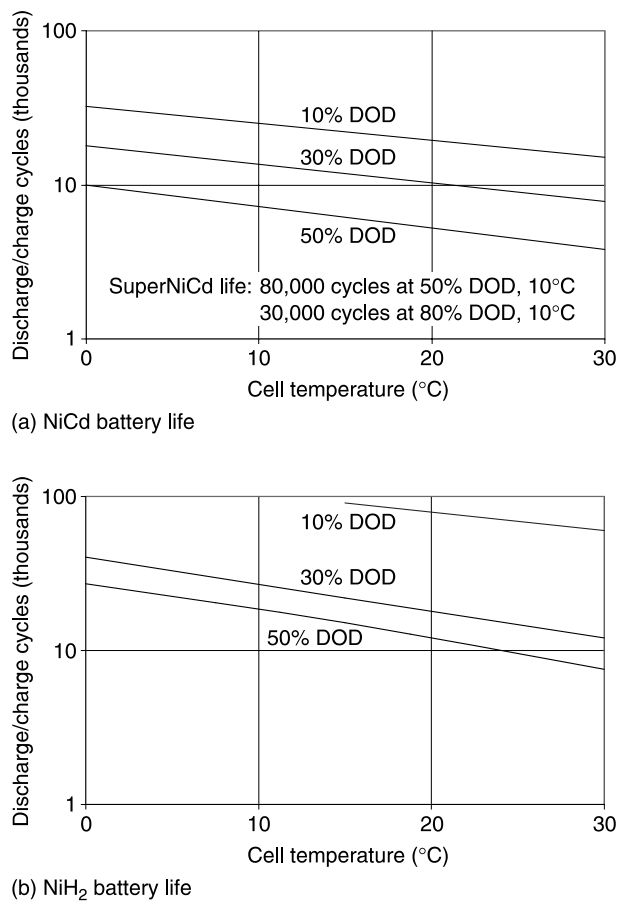 100
10
1
Discharge/charge cycles (thousands)
10% DOD
30% DOD
50% DOD
SuperNiCd life: 80,000 cycles at 50% DOD, 10°C
30,000 cycles at 80% DOD, 10°C
0 10 20 30
Cell temperature (°C)
(a) NiCd battery life
100
10
1
Discharge/charge cycles (thousands)
10% DOD
30% DOD
50% DOD
0 10 20 30
Cell temperature (°C)
(b) NiH₂ battery life